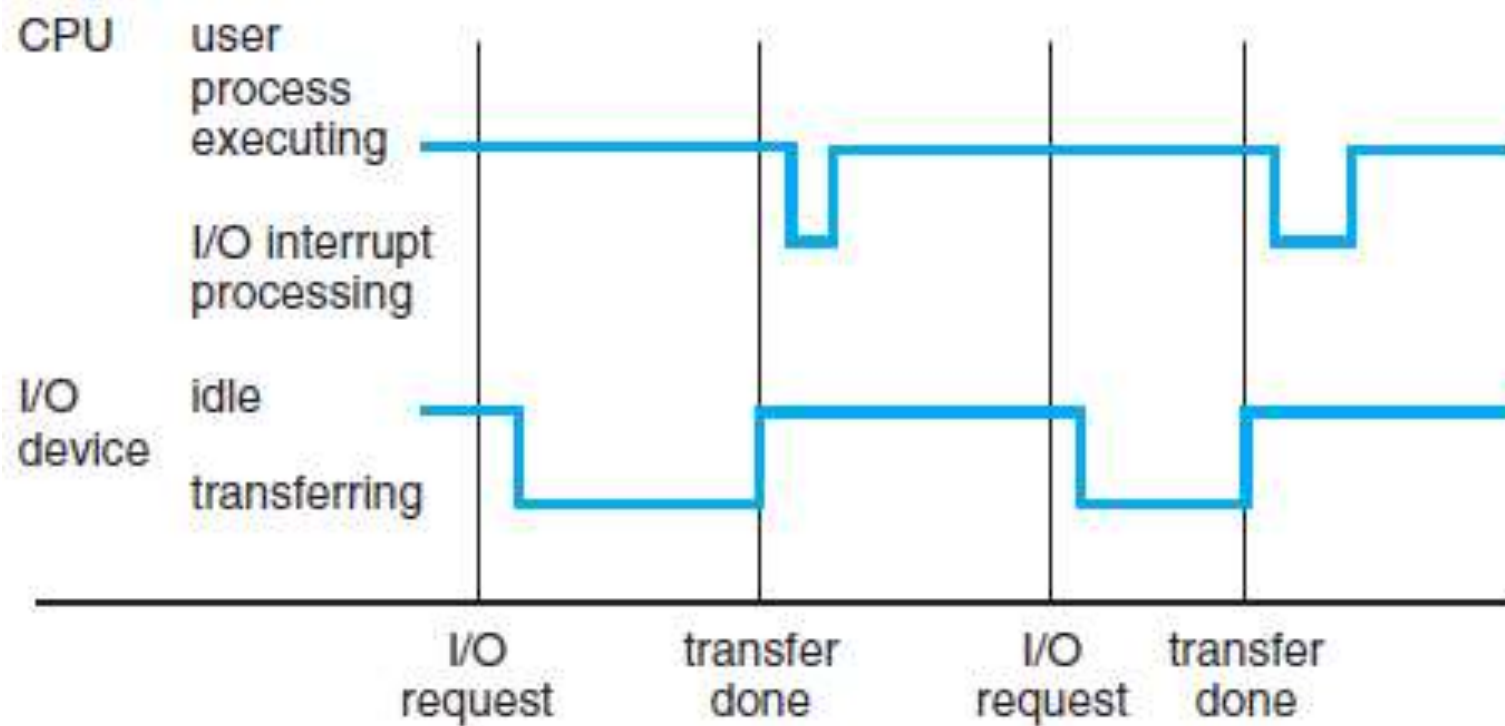 CPU user
process
executing
I/O interrupt
processing
I/O idle
device
transferring
I/O transfer I/O transfer
request done request done